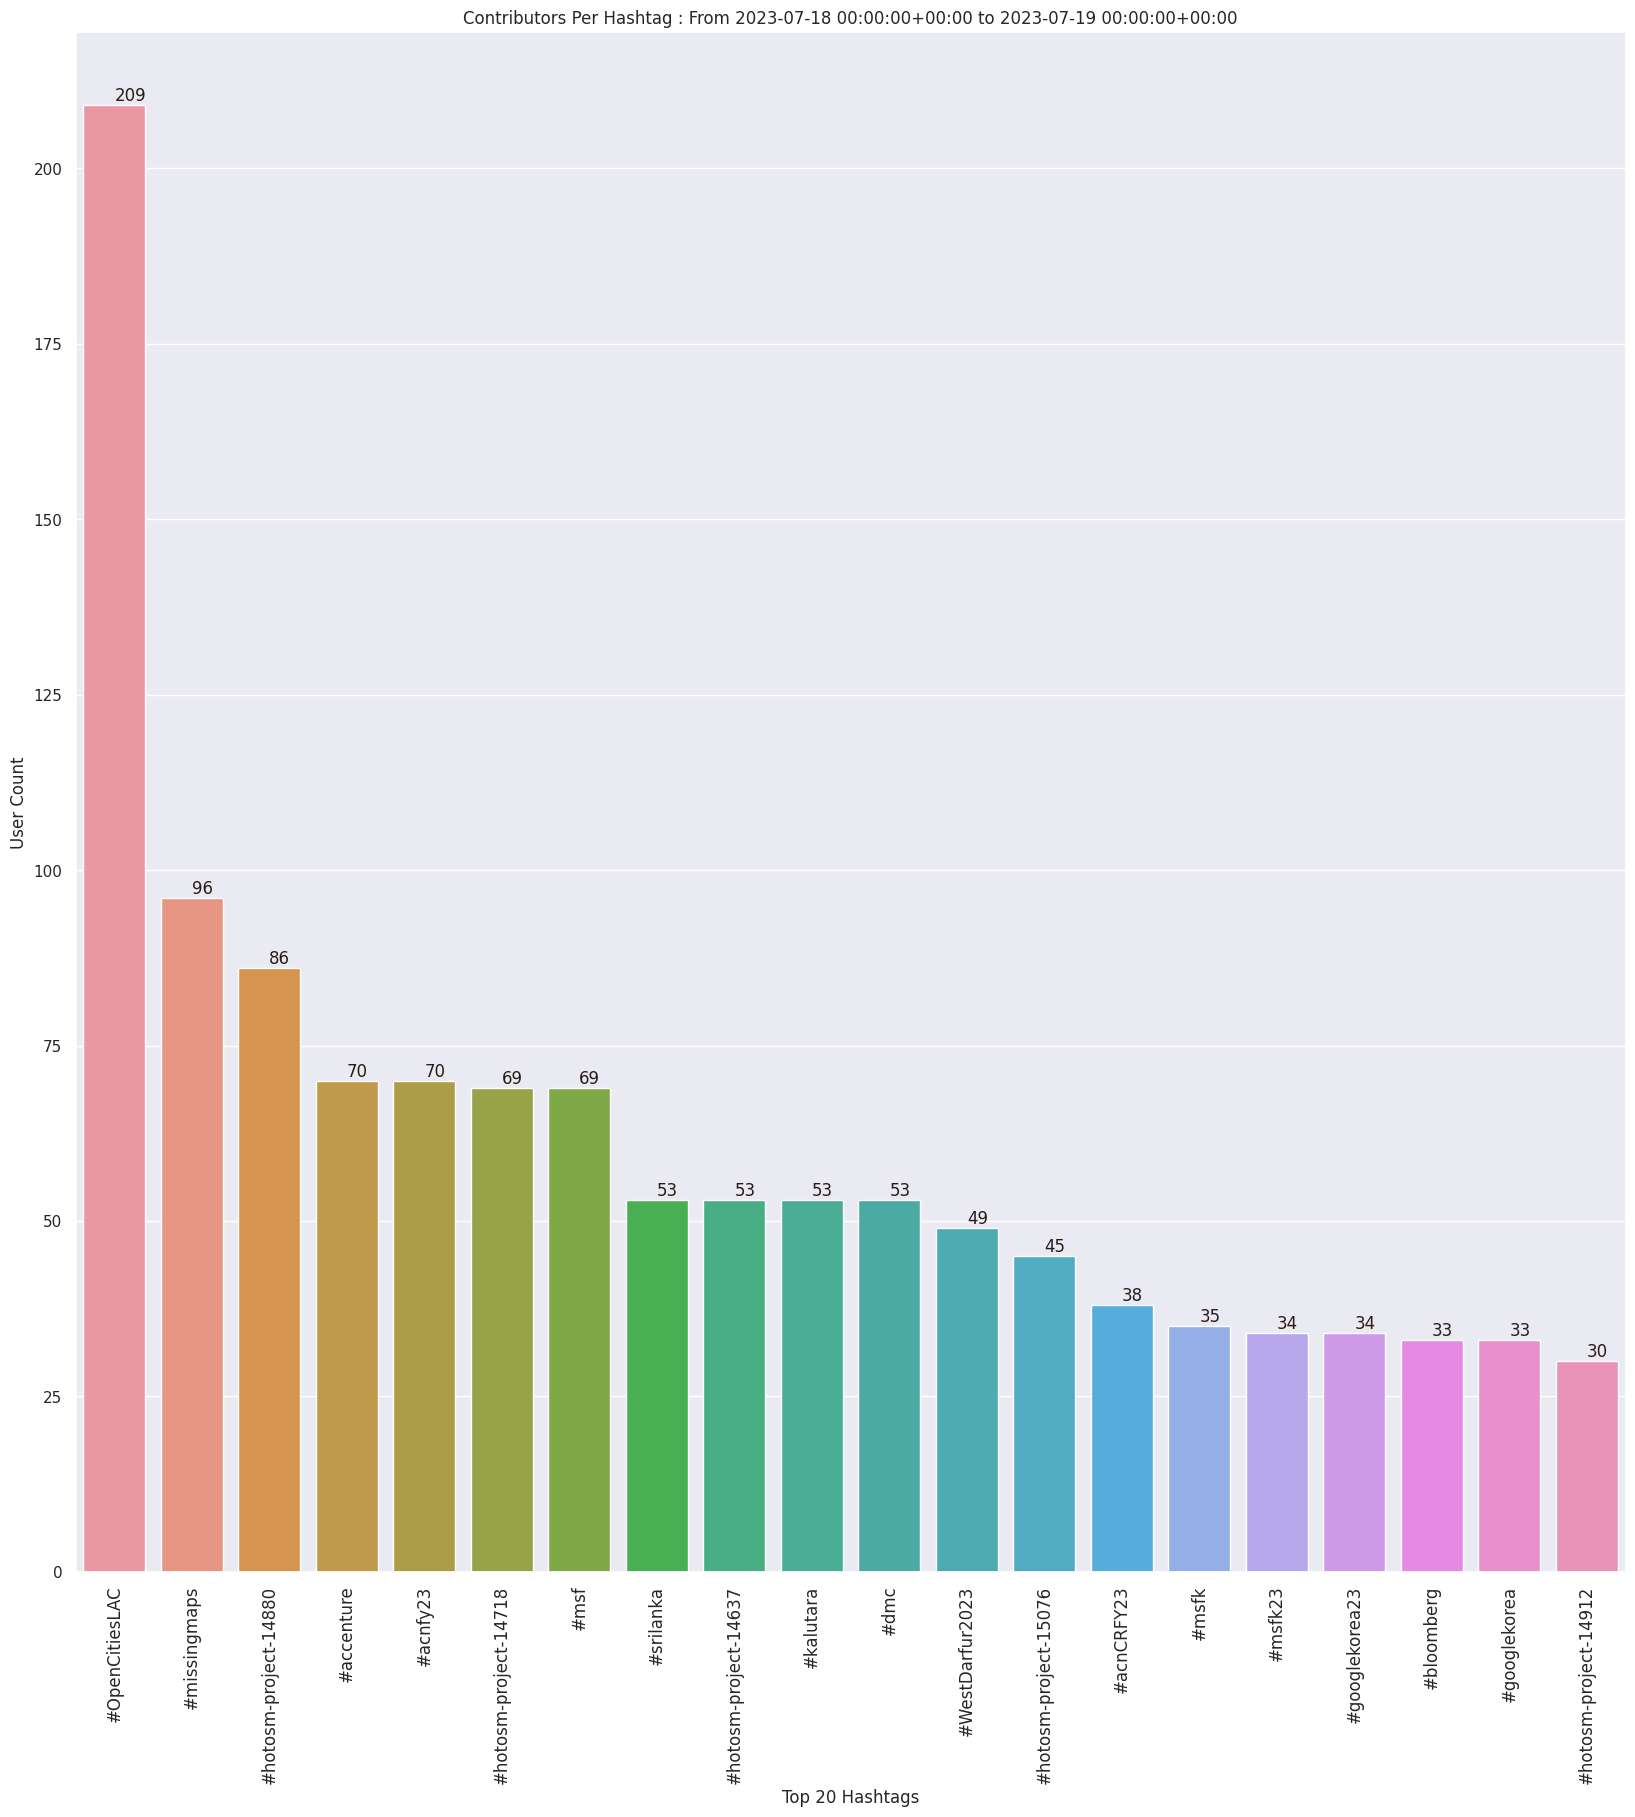 Contributors Per Hashtag : From 2023-07-18 00:00:00+00:00 to 2023-07-19 00:00:00+00:00
User Count
200
175
150
125
100
75
50
25
0
209
96
86
70
70
69
69
53
53
53
53
49
45
38
35
34
34
33
33
30
#OpenCitiesLAC
#missingmaps
#hotosm-project-14880
#accenture
#acnfy23
#hotosm-project-14718
#msf
#srilanka
#hotosm-project-14637
#kalutara
#dmc
#WestDarfur2023
#hotosm-project-15076
#acnCRFY23
#msfk
#msfk23
#googlekorea23
#bloomberg
#googlekorea
#hotosm-project-14912
Top 20 Hashtags